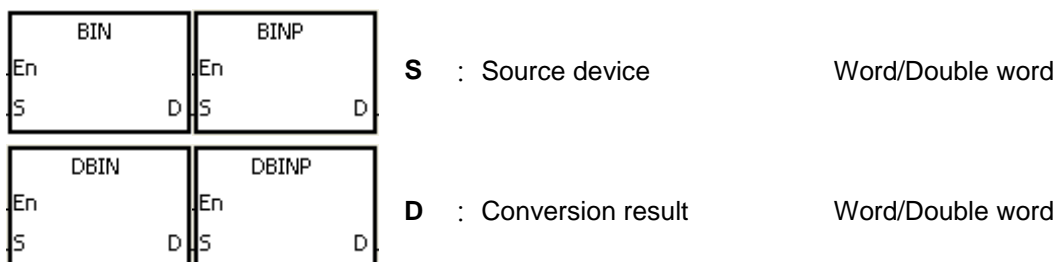 BIN BINP
En En S : Source device Word/Double word
S D S D
DBIN DBINP
En En D : Conversion result Word/Double word
S D S D